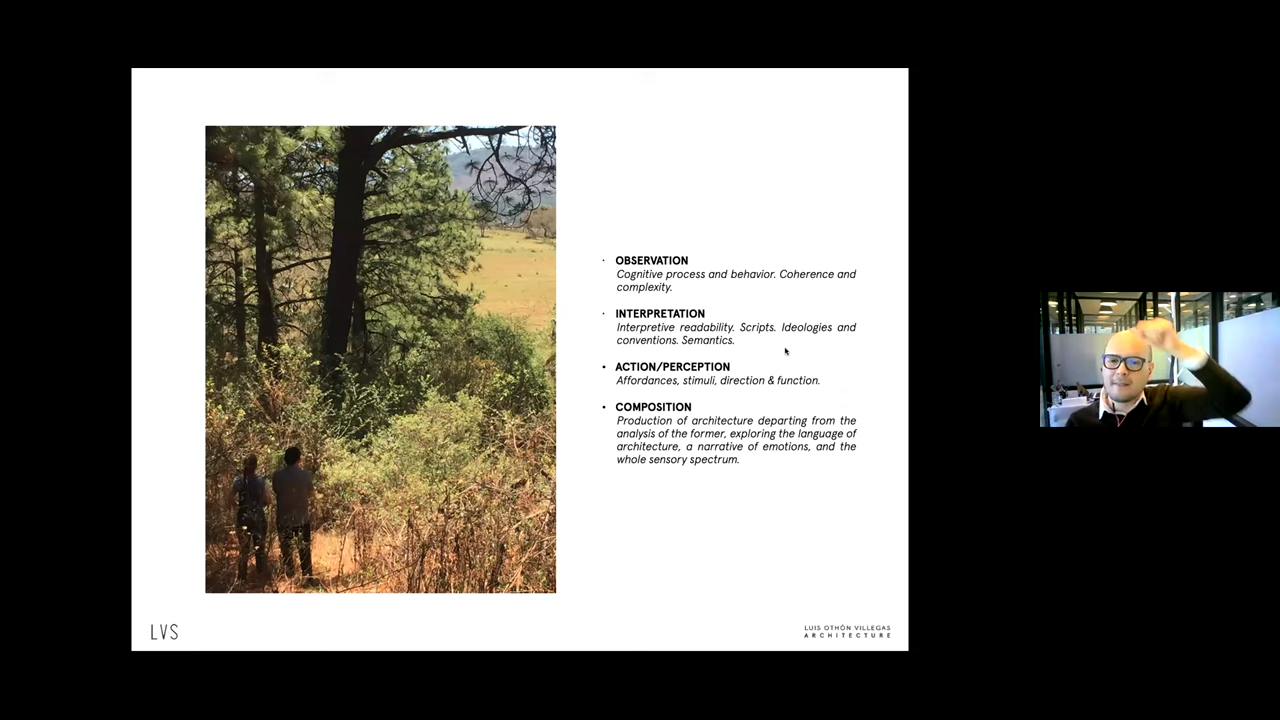 · OBSERVATION
Cognitive process and behavior. Coherence and
complexity.
· INTERPRETATION
Interpretive readability. Scripts. Ideologies and
conventions. Semantics.
• ACTION/PERCEPTION
Affordances, stimuli, direction & function.
• COMPOSITION
Production of architecture departing from the
analysis of the former, exploring the language of
architecture, a narrative of emotions, and the
whole sensory spectrum.
LVS
LUIS OTHÓN VILLEGAS
ARCHITECTURE